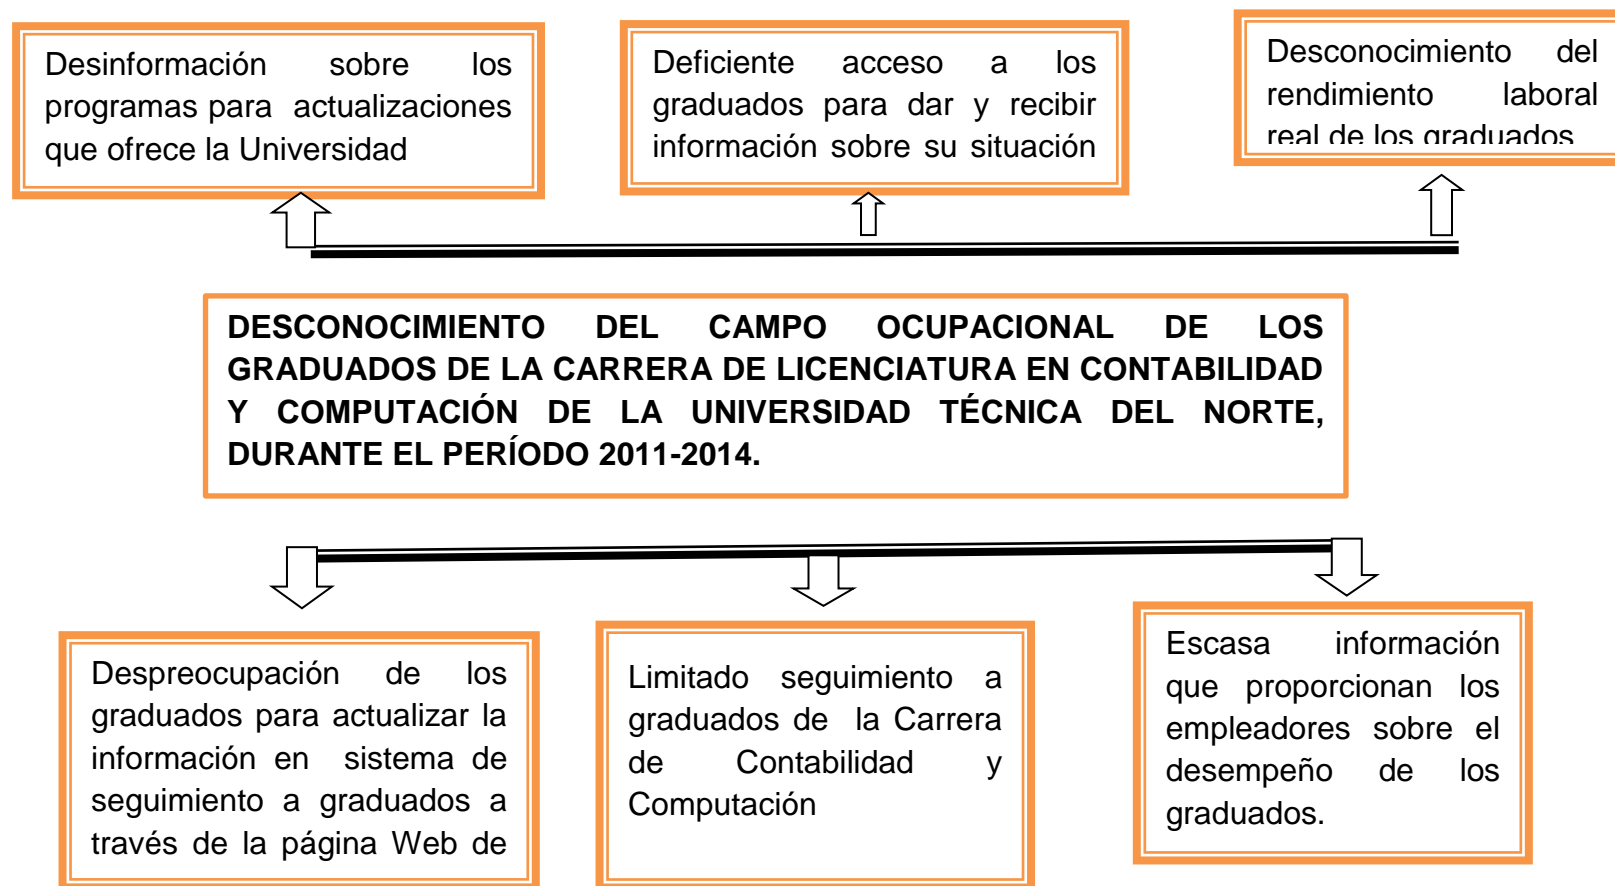 Desinformación sobre los
programas para actualizaciones
que ofrece la Universidad
Deficiente acceso a los
graduados para dar y recibir
información sobre su situación
Desconocimiento del
rendimiento laboral
real de los graduados
DESCONOCIMIENTO DEL CAMPO OCUPACIONAL DE LOS
GRADUADOS DE LA CARRERA DE LICENCIATURA EN CONTABILIDAD
Y COMPUTACIÓN DE LA UNIVERSIDAD TÉCNICA DEL NORTE,
DURANTE EL PERÍODO 2011-2014.
Despreocupación de los
graduados para actualizar la
información en sistema de
seguimiento a graduados a
través de la página Web de
Limitado seguimiento a
graduados de la Carrera
de Contabilidad y
Computación
Escasa información
que proporcionan los
empleadores sobre el
desempeño de los
graduados.